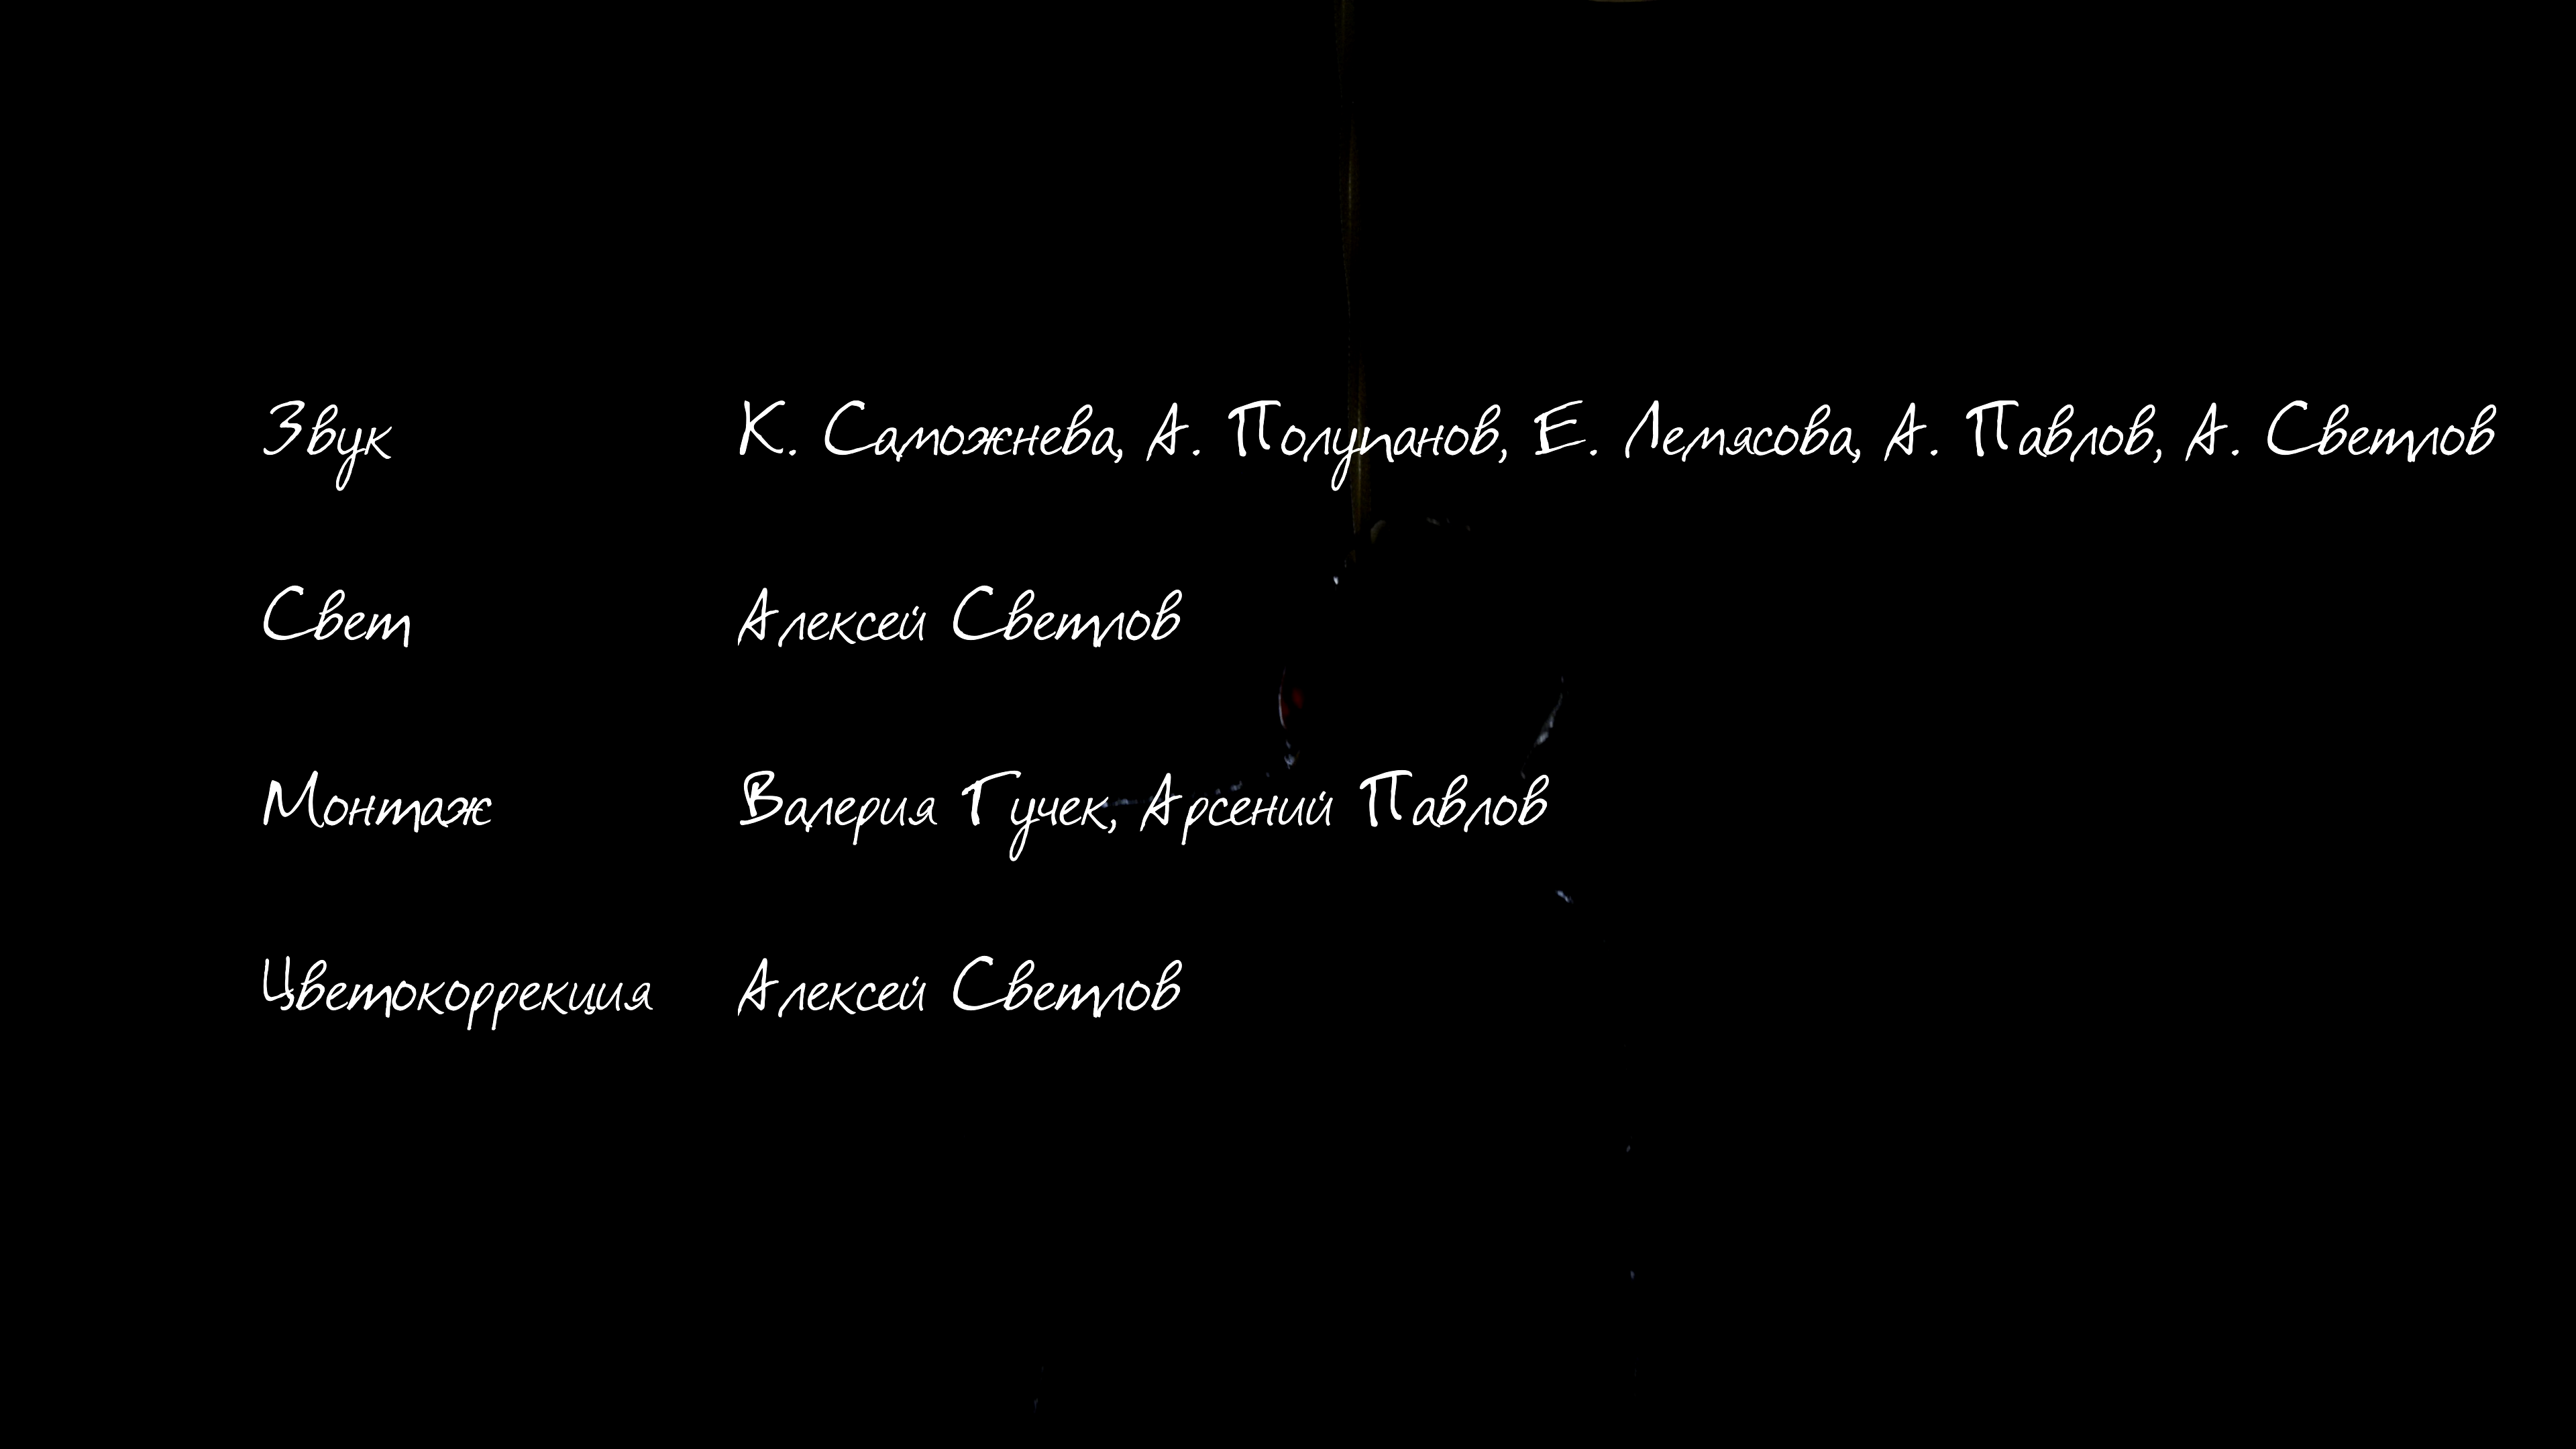 Звук К. Саможнева, А. Полупанов, Е. Лемясова, А. Павлов, А. Светлов
Свет Алексей Светлов
Монтаж Валерия Гучек, Арсений Павлов
Цветокоррекция Алексей Светлов